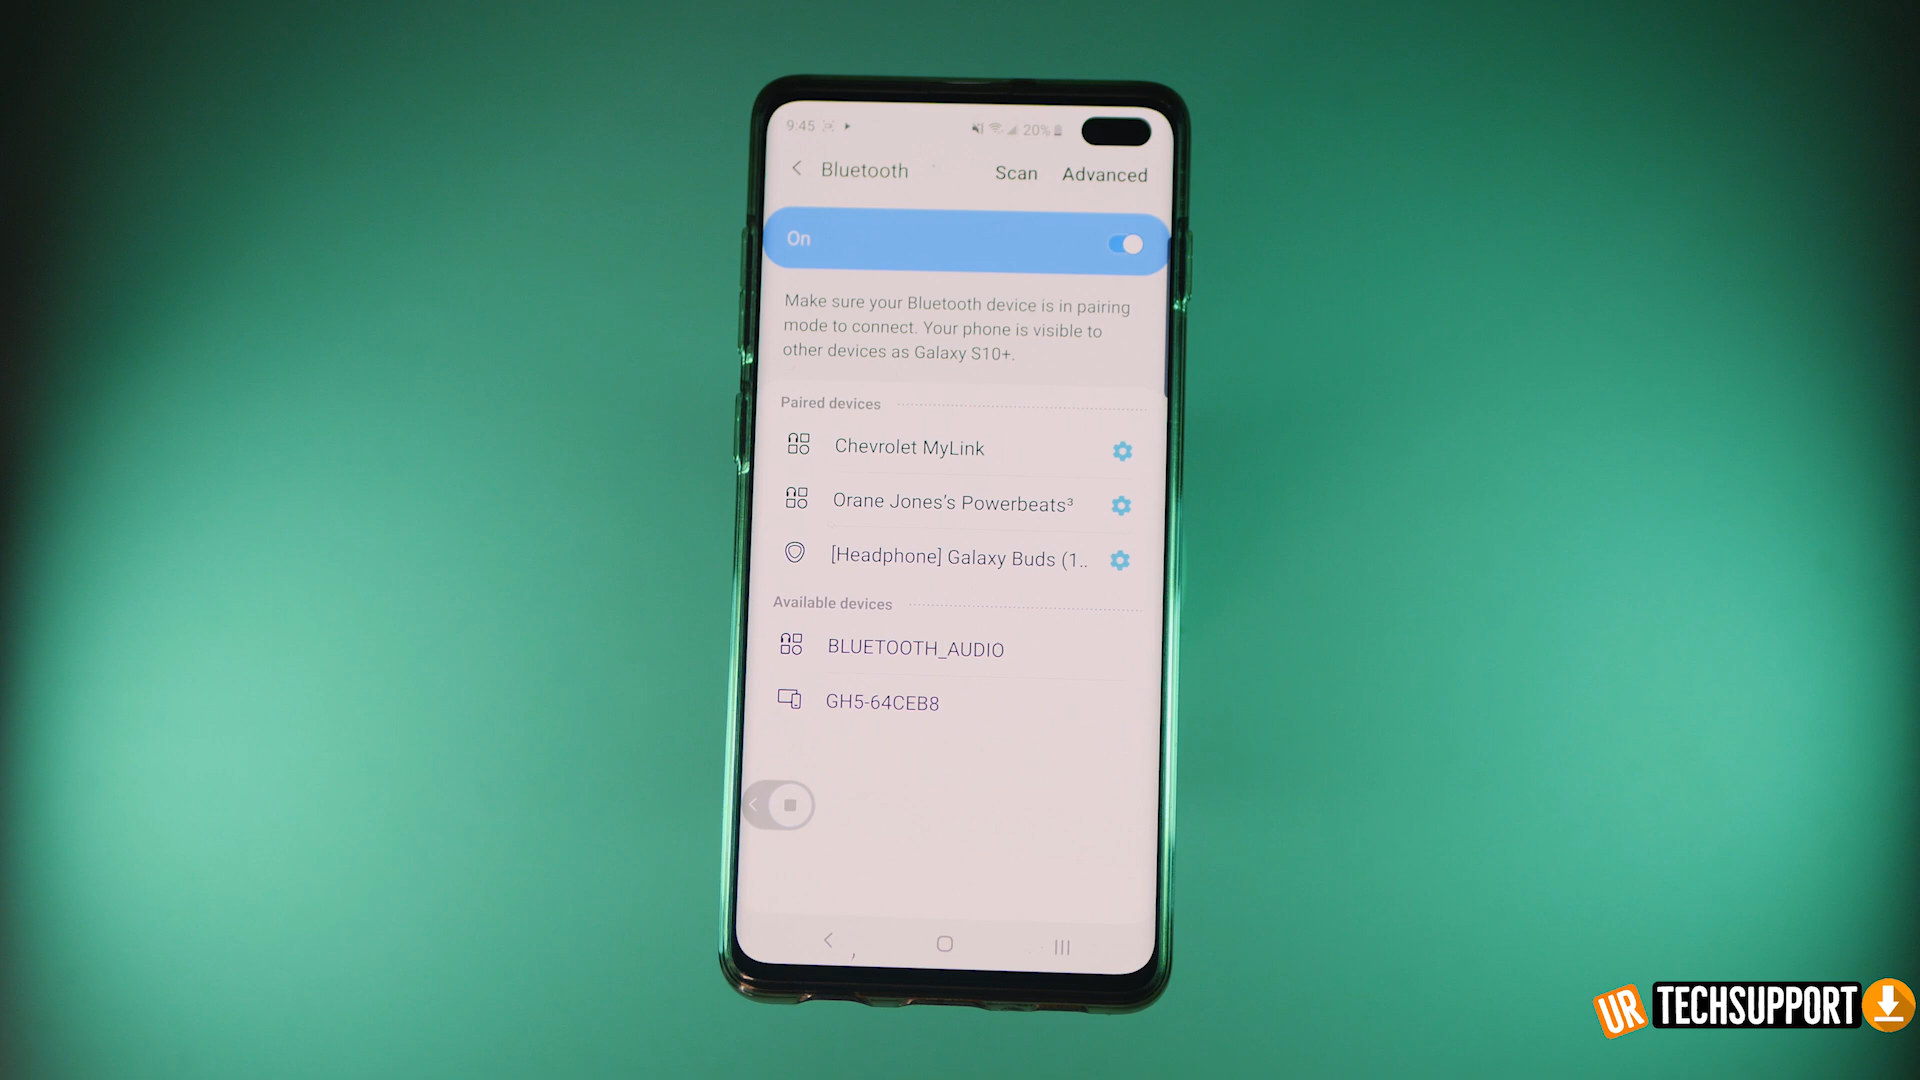 9:45 20%
Bluetooth Scan Advanced
On
Make sure your Bluetooth device is in pairing
mode to connect. Your phone is visible to
other devices as Galaxy S10+.
Paired devices
Chevrolet MyLink
Orane Jones’s Powerbeats³
[Headphone] Galaxy Buds (1..
Available devices
BLUETOOTH_AUDIO
GH5-64CEB8
UR TECHSUPPORT